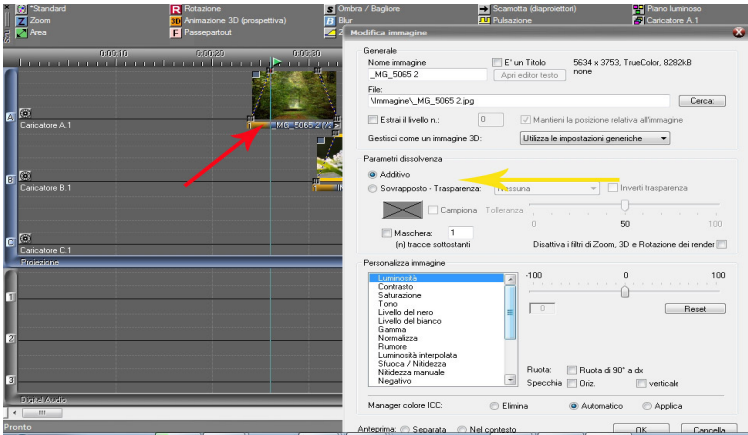 *Standard
Rotazione
Ombra / Bagliore
Scamotta (diaproiettori)
Piano luminoso
Zoom
3D Animazione 3D (prospettiva)
Blur
Pulsazione
Caricatore A.1
Area
Passepartout
Modifica immagine
0:05:10
0:05:20
0:05:30
Generale
Nome immagine
E' un Titolo
5634 x 3753, TrueColor, 8282kB
_MG_5065 2
Apri editor testo
none
File:
\Immagine\_MG_5065 2.jpg
Cerca:
Estrai il livello n.:
0
Mantieni la posizione relativa all'immagine
Gestisci come un immagine 3D:
Utilizza le impostazioni generiche
A
Caricatore A.1
_MG_5065 2
Parametri dissolvenza
Additivo
Sovrapposto - Trasparenza:
Nessuna
Inverti trasparenza
B
Caricatore B.1
Campiona
Tolleranza
0
50
100
Maschera:
1
(n) tracce sottostanti
Disattiva i filtri di Zoom, 3D e Rotazione dei render
C
Caricatore C.1
Proiezione
Personalizza immagine
Luminosità
Contrasto
Saturazione
Tono
Livello del nero
Livello del bianco
Gamma
Normalizza
Rumore
Luminosità interpolata
Sfuoca / Nitidezza
Nitidezza manuale
Negativo
-100
0
100
0
Reset
Ruota:
Ruota di 90° a dx
Specchia
Oriz.
verticale
1
2
3
Digital Audio
Manager colore ICC:
Elimina
Automatico
Applica
Pronto
Anteprima:
Separata
Nel contesto
OK
Cancella